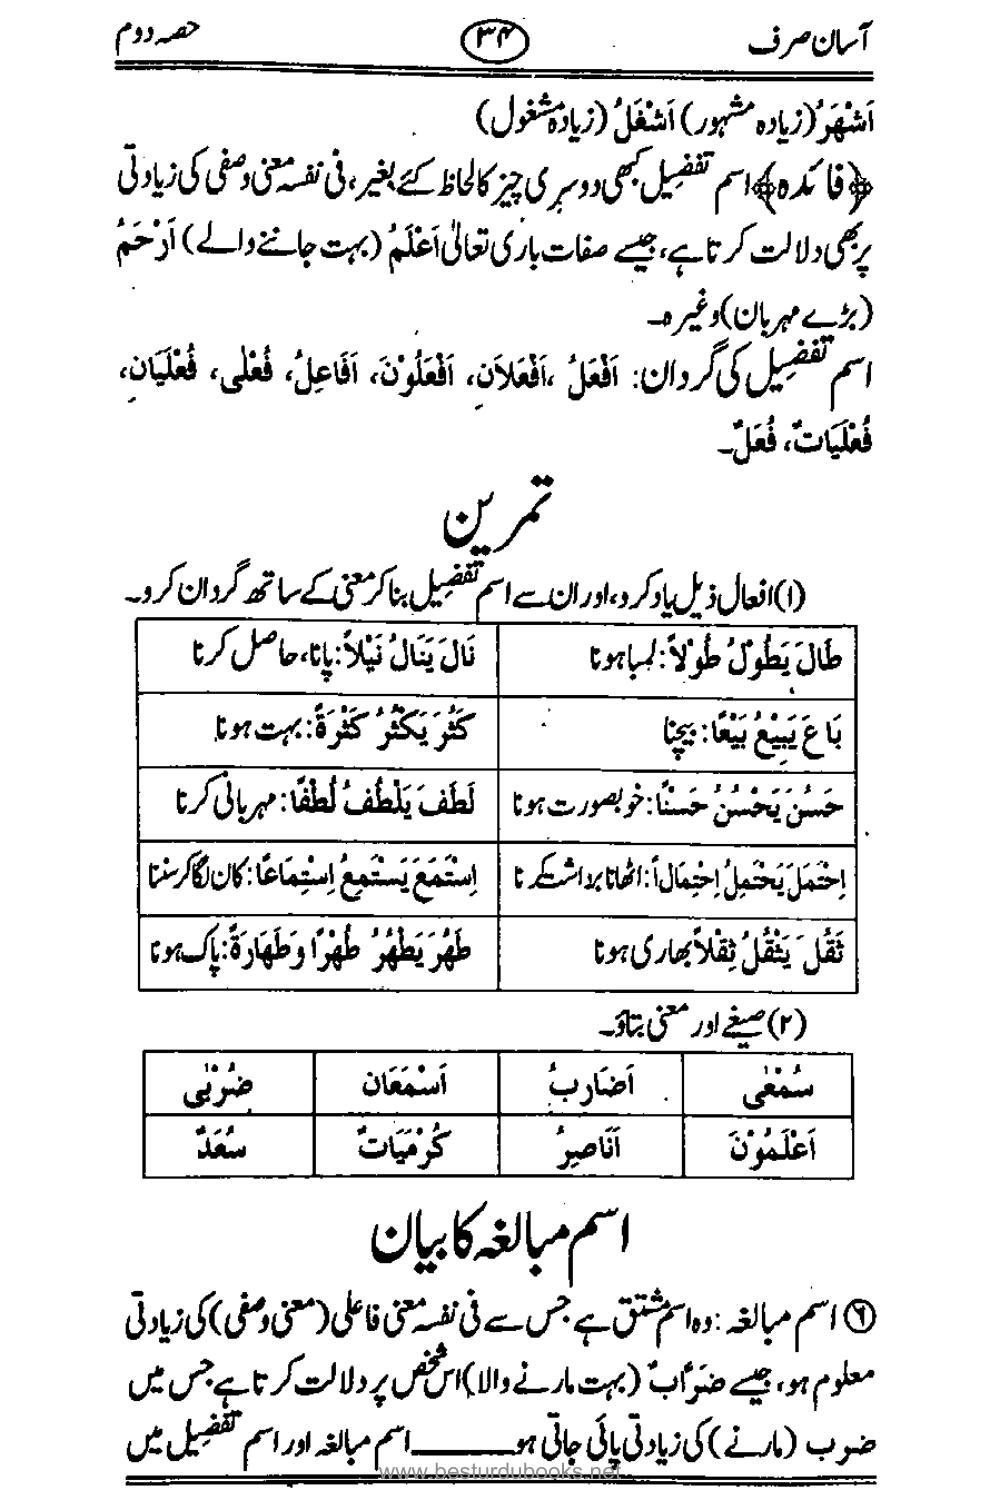 آسان صرف ۳۴ حصہ دوم
اَشْهَرُ (زیادہ مشہور) اَشْغَلُ (زیادہ مشغول)
﴿فائدہ﴾ اسم تفضیل کبھی دوسری چیز کا لحاظ کئے بغیر، فی نفسہ معنی وصفی کی زیادتی
پر بھی دلالت کرتا ہے، جیسے صفات باری تعالیٰ اَعْلَمُ (بہت جاننے والے) اَرْحَمُ
(بڑے مہربان) وغیرہ۔
اسم تفضیل کی گردان: اَفْعَلُ، اَفْعَلاَنِ، اَفْعَلُوْنَ، اَفَاعِلُ، فُعْلٰی، فُعْلَیَانِ،
فُعْلَیَاتٌ، فُعَلٌ۔
تمرین
(۱) افعال ذیل یاد کرو، اور ان سے اسم تفضیل بنا کر معنی کے ساتھ گردان کرو۔
طَالَ یَطُوْلُ طُوْلاً: لمبا ہونا نَالَ یَنَالُ نَیْلاً: پانا، حاصل کرنا
بَاعَ یَبِیْعُ بَیْعًا: بیچنا کَثُرَ یَکْثُرُ کَثْرَةً: بہت ہونا
حَسُنَ یَحْسُنُ حَسْنًا: خوبصورت ہونا لَطَفَ یَلْطُفُ لُطْفًا: مہربانی کرنا
اِحْتَمَلَ یَحْتَمِلُ اِحْتِمَالاً: اٹھانا برداشت کرنا اِسْتَمَعَ یَسْتَمِعُ اِسْتِمَاعًا: کان لگا کر سننا
ثَقُلَ یَثْقُلُ ثِقْلاً بھاری ہونا طَهُرَ یَطْهُرُ طُهْرًا وَطَهَارَةً: پاک ہونا
(۲) صیغے اور معنی بتاؤ۔
سُمْعٰی اَضَارِبُ اَسْمَعَانِ ضُرْبٰی
اَعْلَمُوْنَ اَنَاصِرُ کُرْمَیَاتٌ سُعَدٌ
اسم مبالغہ کا بیان
⑥ اسم مبالغہ: وہ اسم مشتق ہے جس سے فی نفسہ معنی فاعلی (معنی وصفی) کی زیادتی
معلوم ہو، جیسے ضَرَّابٌ (بہت مارنے والا) اس شخص پر دلالت کرتا ہے جس میں
ضرب (مارنے) کی زیادتی پائی جاتی ہو۔ــــــ اسم مبالغہ اور اسم تفضیل میں
www.besturdubooks.net